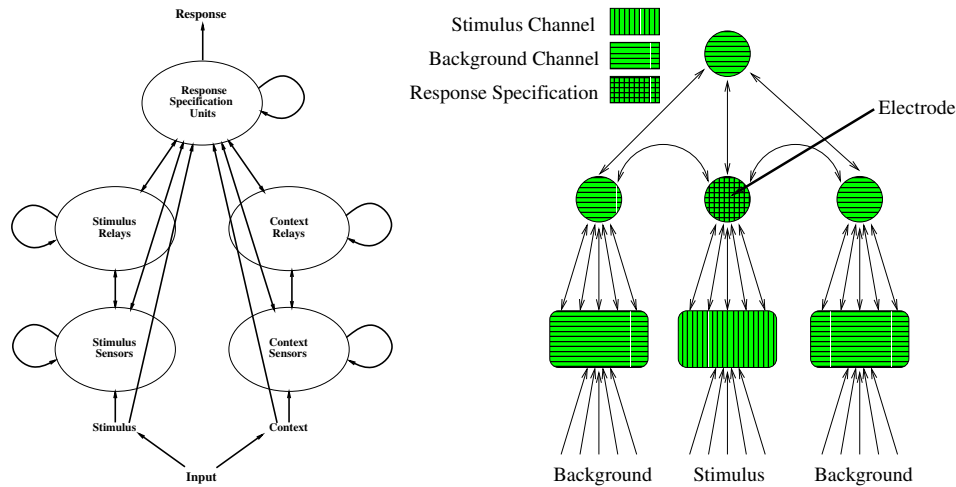 Response
Response
Specification
Units
Stimulus
Relays
Context
Relays
Stimulus
Sensors
Context
Sensors
Stimulus
Context
Input
Stimulus Channel
Background Channel
Response Specification
Electrode
Background
Stimulus
Background